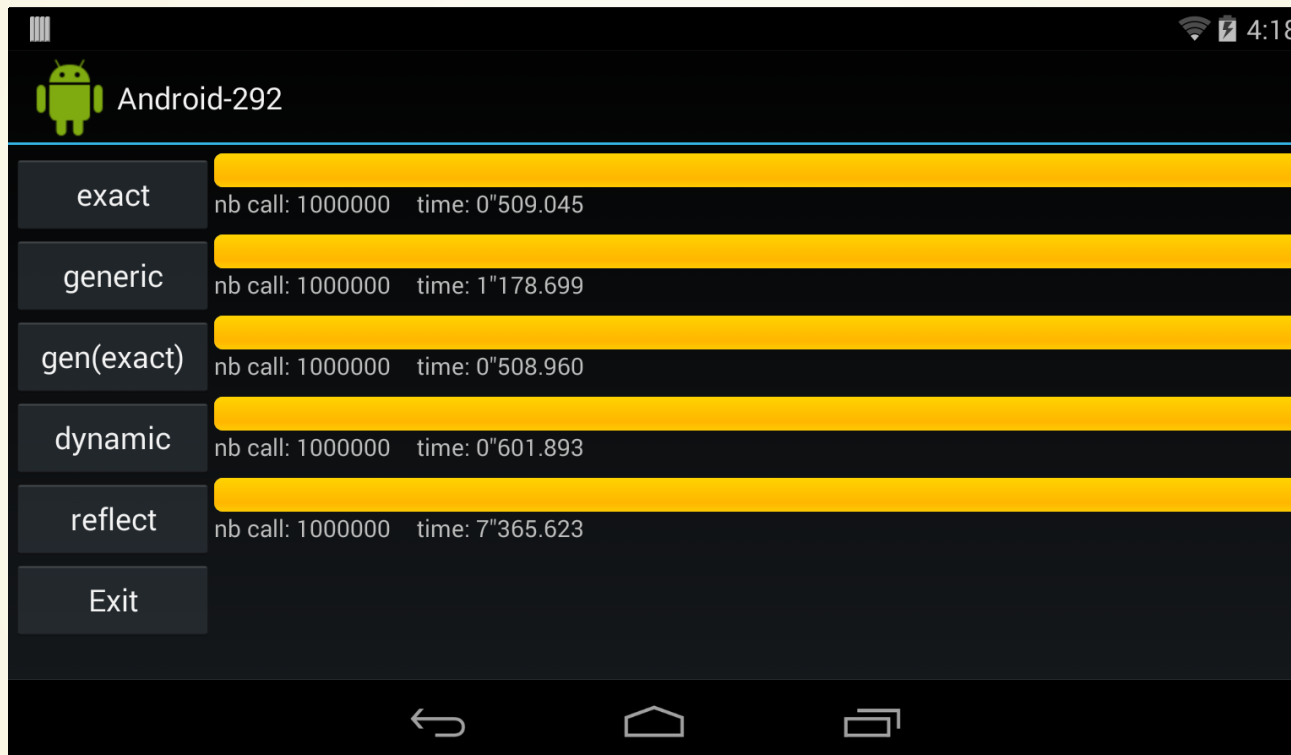 4:18
Android-292
exact
nb call: 1000000 time: 0"509.045
generic
nb call: 1000000 time: 1"178.699
gen(exact)
nb call: 1000000 time: 0"508.960
dynamic
nb call: 1000000 time: 0"601.893
reflect
nb call: 1000000 time: 7"365.623
Exit